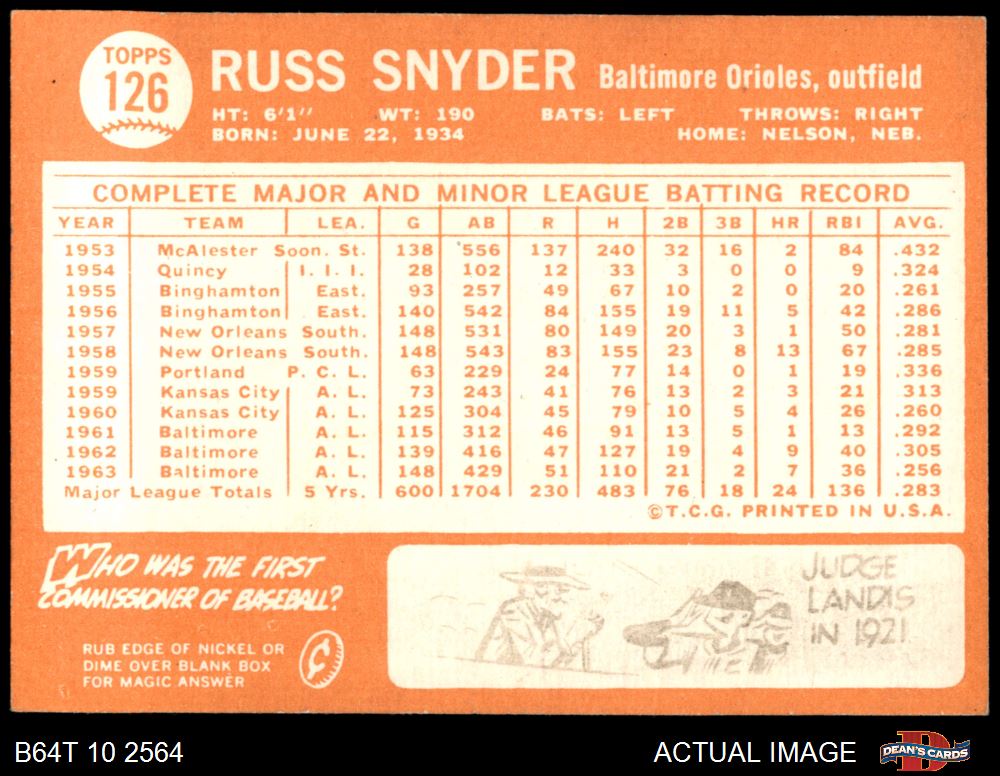 TOPPS
126
RUSS SNYDER Baltimore Orioles, outfield
HT: 6'1" WT: 190 BATS: LEFT THROWS: RIGHT
BORN: JUNE 22, 1934 HOME: NELSON, NEB.
COMPLETE MAJOR AND MINOR LEAGUE BATTING RECORD
YEAR TEAM LEA. G AB R H 2B 3B HR RBI AVG.
1953 McAlester Soon. St. 138 556 137 240 32 16 2 84 .432
1954 Quincy I. I. I. 28 102 12 33 3 0 0 9 .324
1955 Binghamton East. 93 257 49 67 10 2 0 20 .261
1956 Binghamton East. 140 542 84 155 19 11 5 42 .286
1957 New Orleans South. 148 531 80 149 20 3 1 50 .281
1958 New Orleans South. 148 543 83 155 23 8 13 67 .285
1959 Portland P. C. L. 63 229 24 77 14 0 1 19 .336
1959 Kansas City A. L. 73 243 41 76 13 2 3 21 .313
1960 Kansas City A. L. 125 304 45 79 10 5 4 26 .260
1961 Baltimore A. L. 115 312 46 91 13 5 1 13 .292
1962 Baltimore A. L. 139 416 47 127 19 4 9 40 .305
1963 Baltimore A. L. 148 429 51 110 21 2 7 36 .256
Major League Totals 5 Yrs. 600 1704 230 483 76 18 24 136 .283
©T.C.G. PRINTED IN U.S.A.
WHO WAS THE FIRST
COMMISSIONER OF BASEBALL?
RUB EDGE OF NICKEL OR
DIME OVER BLANK BOX
FOR MAGIC ANSWER
¢
JUDGE
LANDIS
IN 1921
B64T 10 2564 ACTUAL IMAGE
DEAN'S CARDS